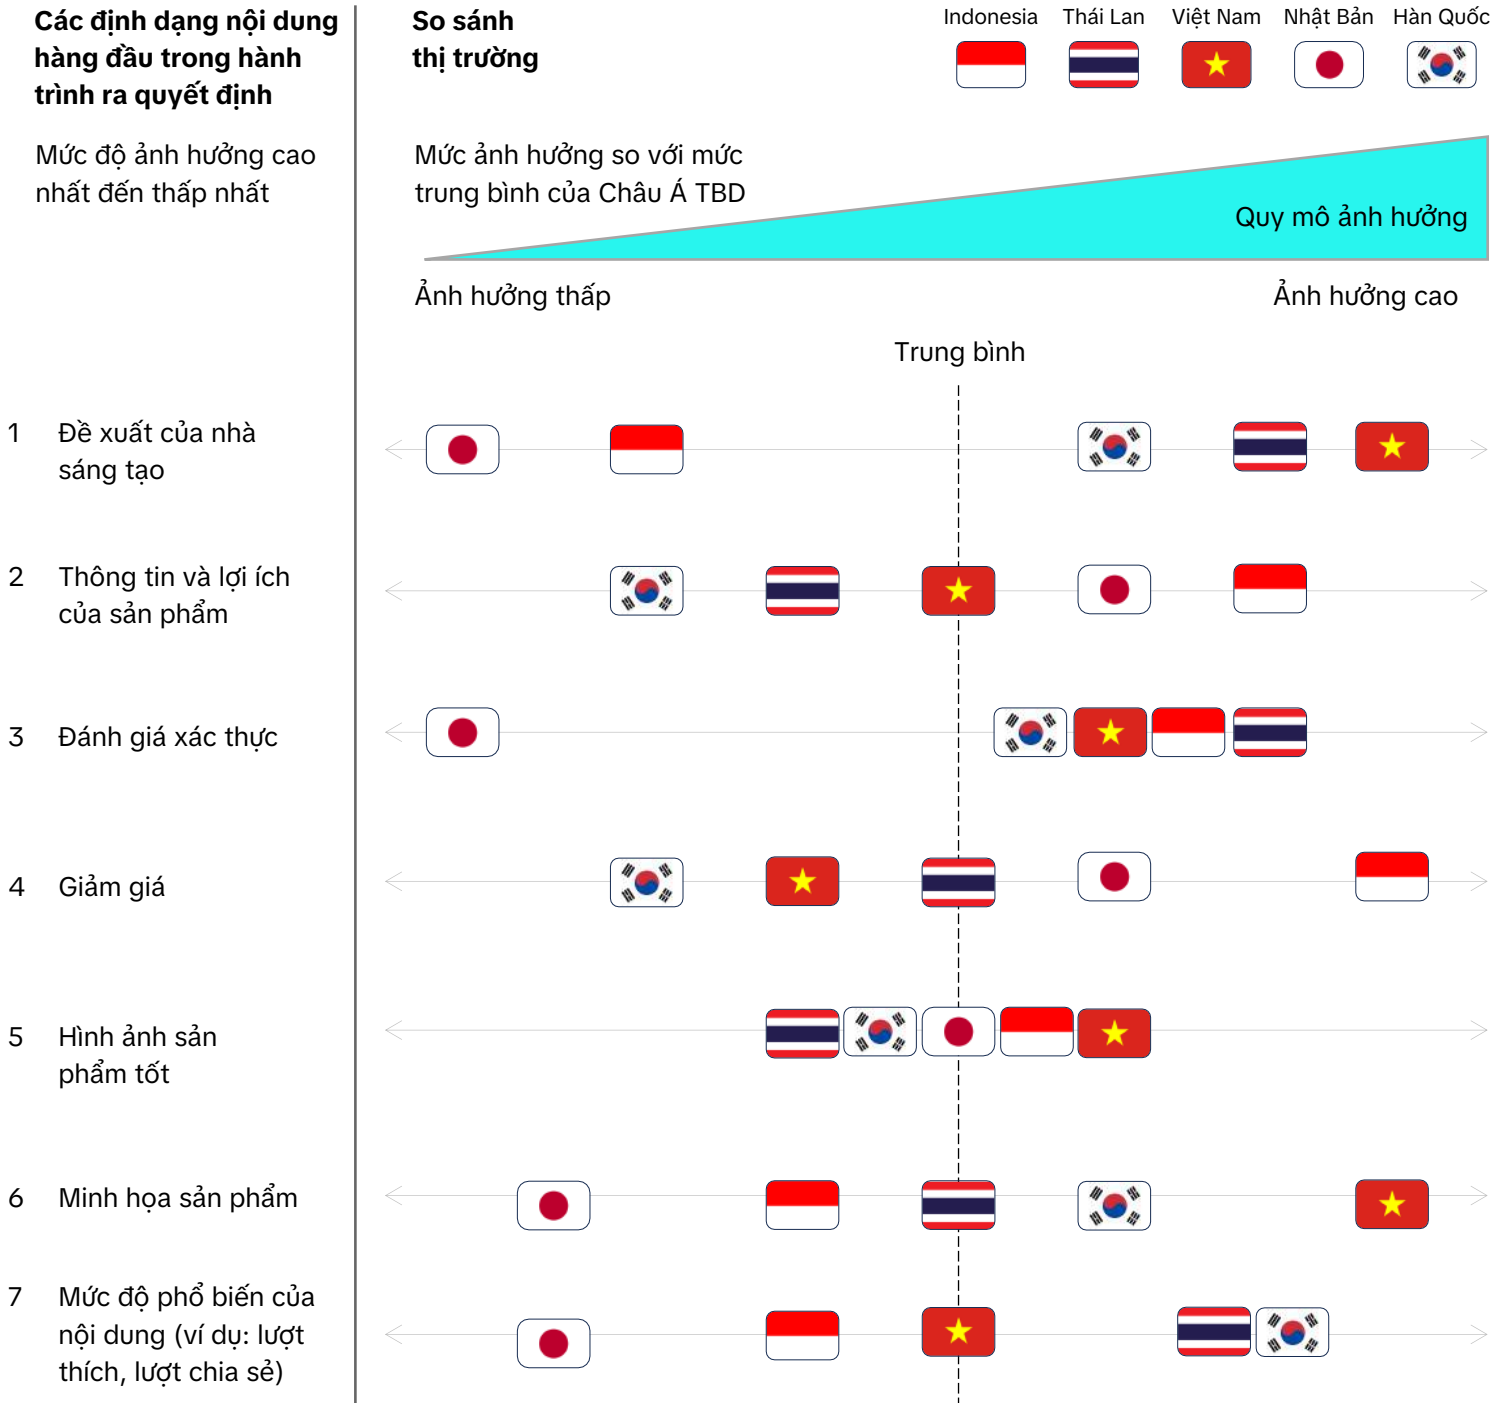 Các định dạng nội dung
hàng đầu trong hành
trình ra quyết định
Mức độ ảnh hưởng cao
nhất đến thấp nhất
So sánh
thị trường
Indonesia
Thái Lan
Việt Nam
Nhật Bản
Hàn Quốc
Mức ảnh hưởng so với mức
trung bình của Châu Á TBD
Quy mô ảnh hưởng
Ảnh hưởng thấp
Ảnh hưởng cao
Trung bình
1 Đề xuất của nhà
sáng tạo
2 Thông tin và lợi ích
của sản phẩm
3 Đánh giá xác thực
4 Giảm giá
5 Hình ảnh sản
phẩm tốt
6 Minh họa sản phẩm
7 Mức độ phổ biến của
nội dung (ví dụ: lượt
thích, lượt chia sẻ)